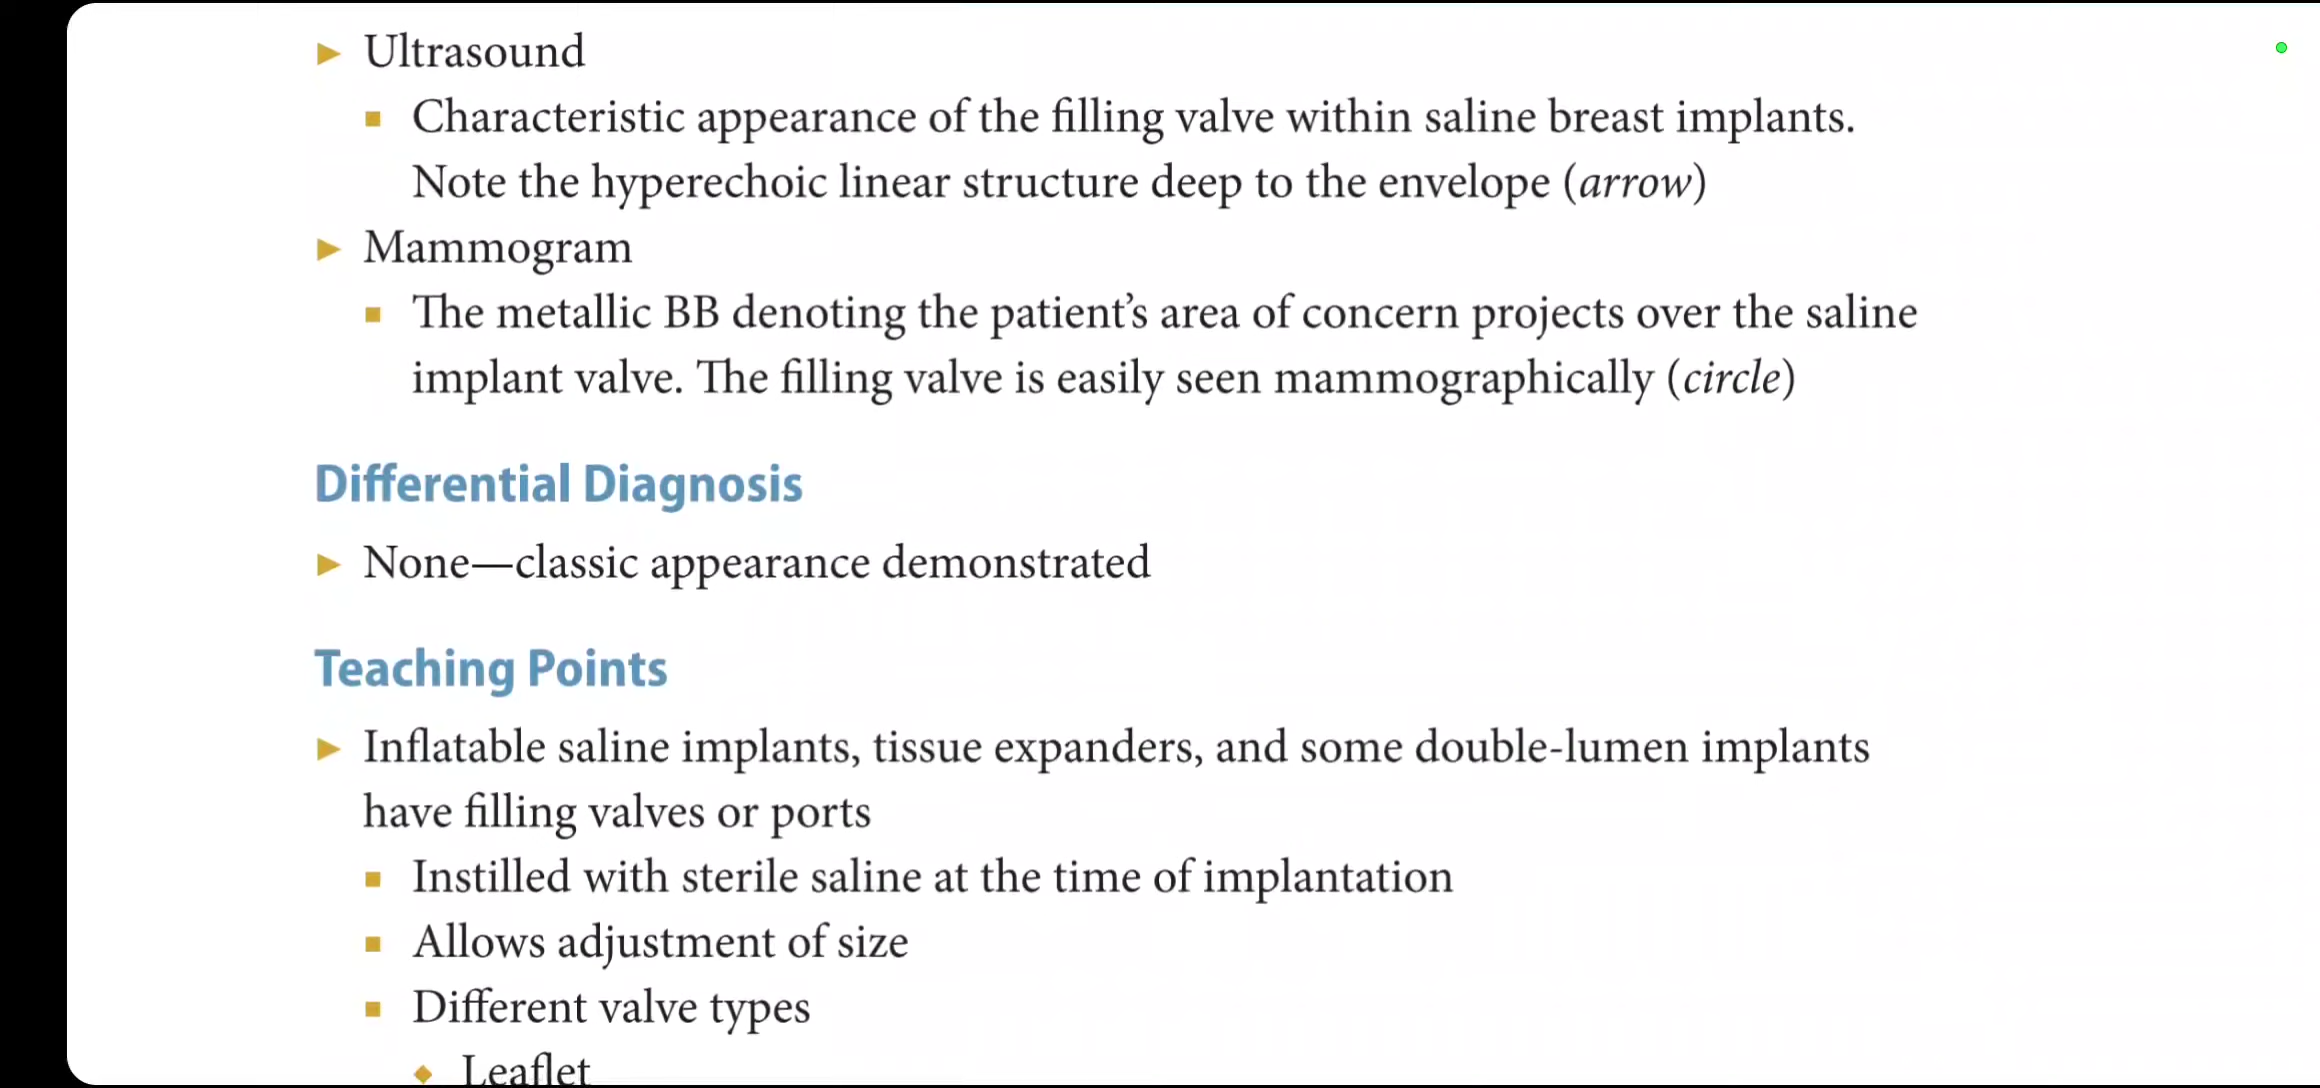 ► Ultrasound
▪ Characteristic appearance of the filling valve within saline breast implants.
Note the hyperechoic linear structure deep to the envelope (arrow)
► Mammogram
▪ The metallic BB denoting the patient’s area of concern projects over the saline
implant valve. The filling valve is easily seen mammographically (circle)
Differential Diagnosis
► None—classic appearance demonstrated
Teaching Points
► Inflatable saline implants, tissue expanders, and some double-lumen implants
have filling valves or ports
▪ Instilled with sterile saline at the time of implantation
▪ Allows adjustment of size
▪ Different valve types
◆ Leaflet